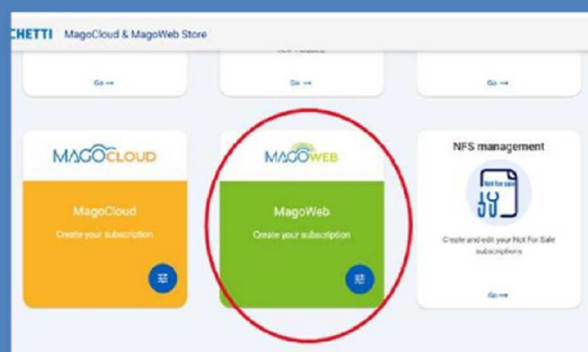 CHETTI MagoCloud & MagoWeb Store
Go → Go → Go →
MAGOCLOUD
MagoCloud
Create your subscription
MAGOWEB
MagoWeb
Create your subscription
NFS management
Not for sale
Create and edit your Not For Sale
subscriptions
Go →